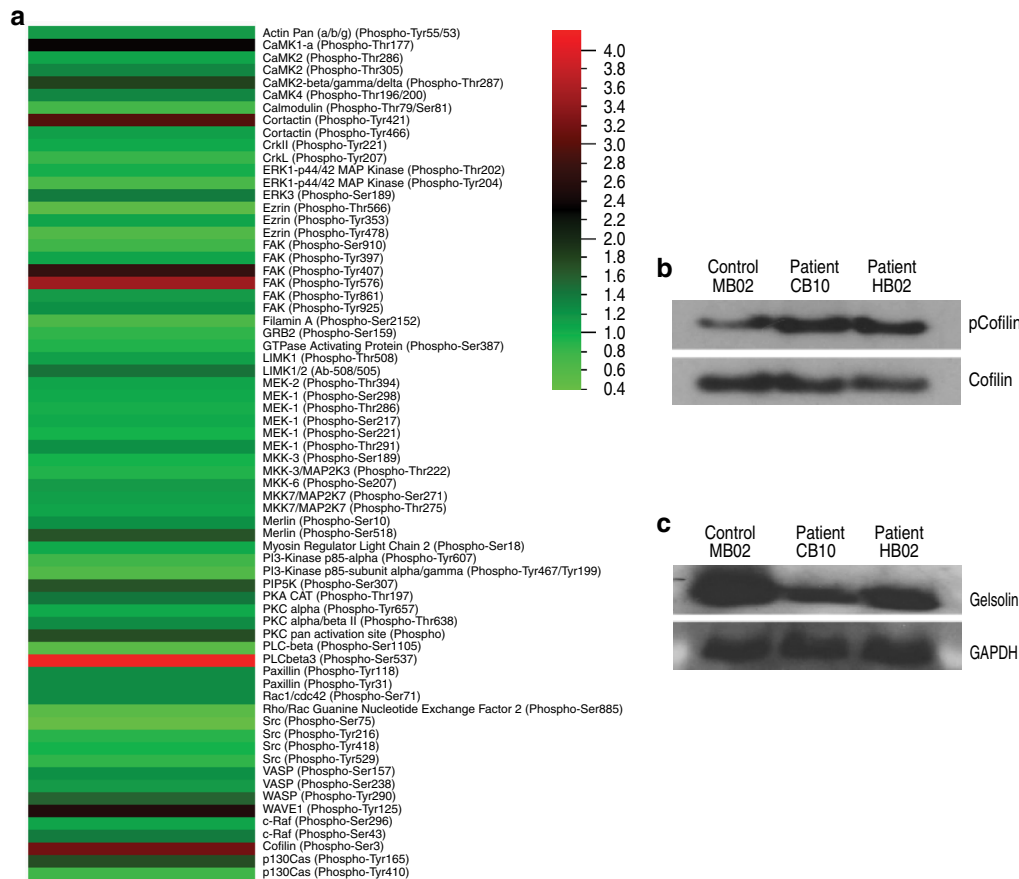 a
Actin Pan (a/b/g) (Phospho-Tyr55/53)
CaMK1-a (Phospho-Thr177)
CaMK2 (Phospho-Thr286)
CaMK2 (Phospho-Thr305)
CaMK2-beta/gamma/delta (Phospho-Thr287)
CaMK4 (Phospho-Thr196/200)
Calmodulin (Phospho-Thr79/Ser81)
Cortactin (Phospho-Tyr421)
Cortactin (Phospho-Tyr466)
CrkII (Phospho-Tyr221)
CrkL (Phospho-Tyr207)
ERK1-p44/42 MAP Kinase (Phospho-Thr202)
ERK1-p44/42 MAP Kinase (Phospho-Tyr204)
ERK3 (Phospho-Ser189)
Ezrin (Phospho-Thr566)
Ezrin (Phospho-Tyr353)
Ezrin (Phospho-Tyr478)
FAK (Phospho-Ser910)
FAK (Phospho-Tyr397)
FAK (Phospho-Tyr407)
FAK (Phospho-Tyr576)
FAK (Phospho-Tyr861)
FAK (Phospho-Tyr925)
Filamin A (Phospho-Ser2152)
GRB2 (Phospho-Ser159)
GTPase Activating Protein (Phospho-Ser387)
LIMK1 (Phospho-Thr508)
LIMK1/2 (Ab-508/505)
MEK-2 (Phospho-Thr394)
MEK-1 (Phospho-Ser298)
MEK-1 (Phospho-Thr286)
MEK-1 (Phospho-Ser217)
MEK-1 (Phospho-Ser221)
MEK-1 (Phospho-Thr291)
MKK-3 (Phospho-Ser189)
MKK-3/MAP2K3 (Phospho-Thr222)
MKK-6 (Phospho-Se207)
MKK7/MAP2K7 (Phospho-Ser271)
MKK7/MAP2K7 (Phospho-Thr275)
Merlin (Phospho-Ser10)
Merlin (Phospho-Ser518)
Myosin Regulator Light Chain 2 (Phospho-Ser18)
PI3-Kinase p85-alpha (Phospho-Tyr607)
PI3-Kinase p85-subunit alpha/gamma (Phospho-Tyr467/Tyr199)
PIP5K (Phospho-Ser307)
PKA CAT (Phospho-Thr197)
PKC alpha (Phospho-Tyr657)
PKC alpha/beta II (Phospho-Thr638)
PKC pan activation site (Phospho)
PLC-beta (Phospho-Ser1105)
PLCbeta3 (Phospho-Ser537)
Paxillin (Phospho-Tyr118)
Paxillin (Phospho-Tyr31)
Rac1/cdc42 (Phospho-Ser71)
Rho/Rac Guanine Nucleotide Exchange Factor 2 (Phospho-Ser885)
Src (Phospho-Ser75)
Src (Phospho-Tyr216)
Src (Phospho-Tyr418)
Src (Phospho-Tyr529)
VASP (Phospho-Ser157)
VASP (Phospho-Ser238)
WASP (Phospho-Tyr290)
WAVE1 (Phospho-Tyr125)
c-Raf (Phospho-Ser296)
c-Raf (Phospho-Ser43)
Cofilin (Phospho-Ser3)
p130Cas (Phospho-Tyr165)
p130Cas (Phospho-Tyr410)
4.0
3.8
3.6
3.4
3.2
3.0
2.8
2.6
2.4
2.2
2.0
1.8
1.6
1.4
1.2
1.0
0.8
0.6
0.4
b
Control Patient Patient
MB02 CB10 HB02
pCofilin
Cofilin
c
Control Patient Patient
MB02 CB10 HB02
Gelsolin
GAPDH